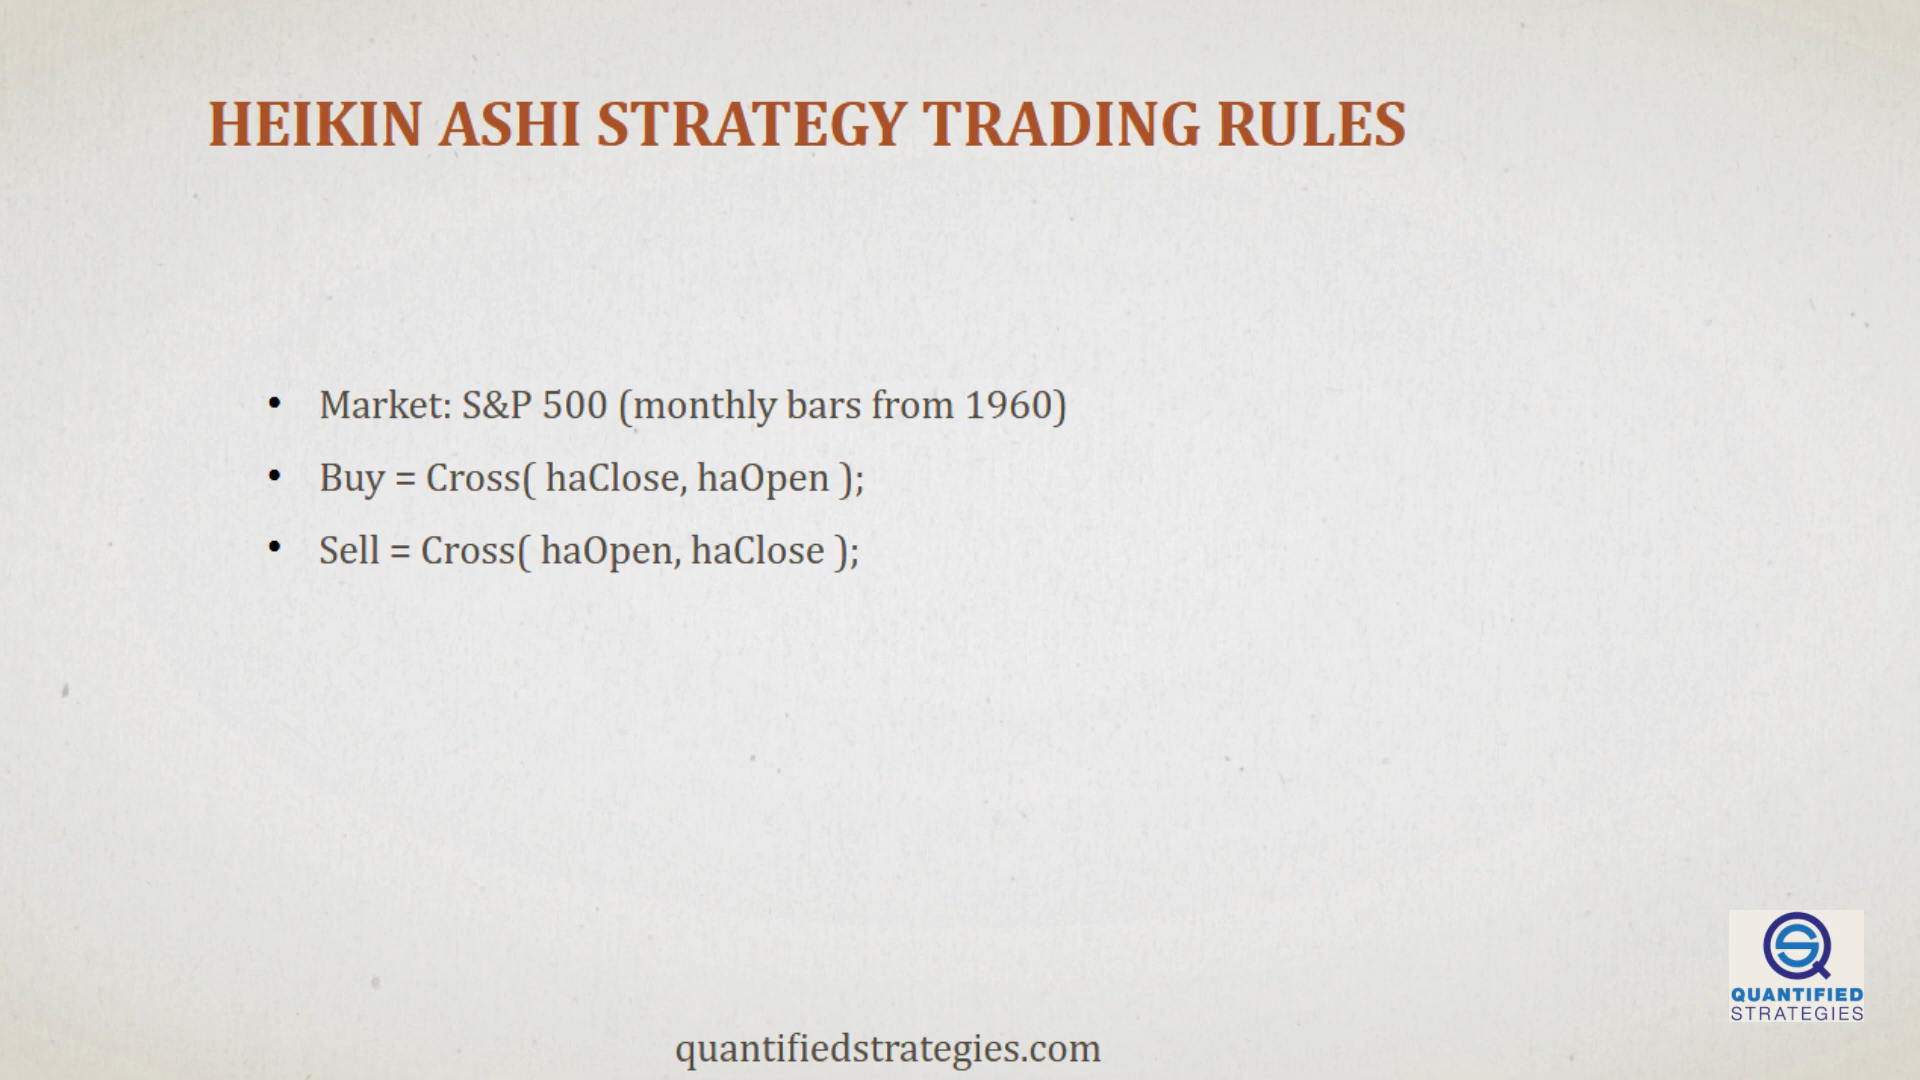 HEIKIN ASHI STRATEGY TRADING RULES
• Market: S&P 500 (monthly bars from 1960)
• Buy = Cross( haClose, haOpen );
• Sell = Cross( haOpen, haClose );
QUANTIFIED
STRATEGIES
quantifiedstrategies.com